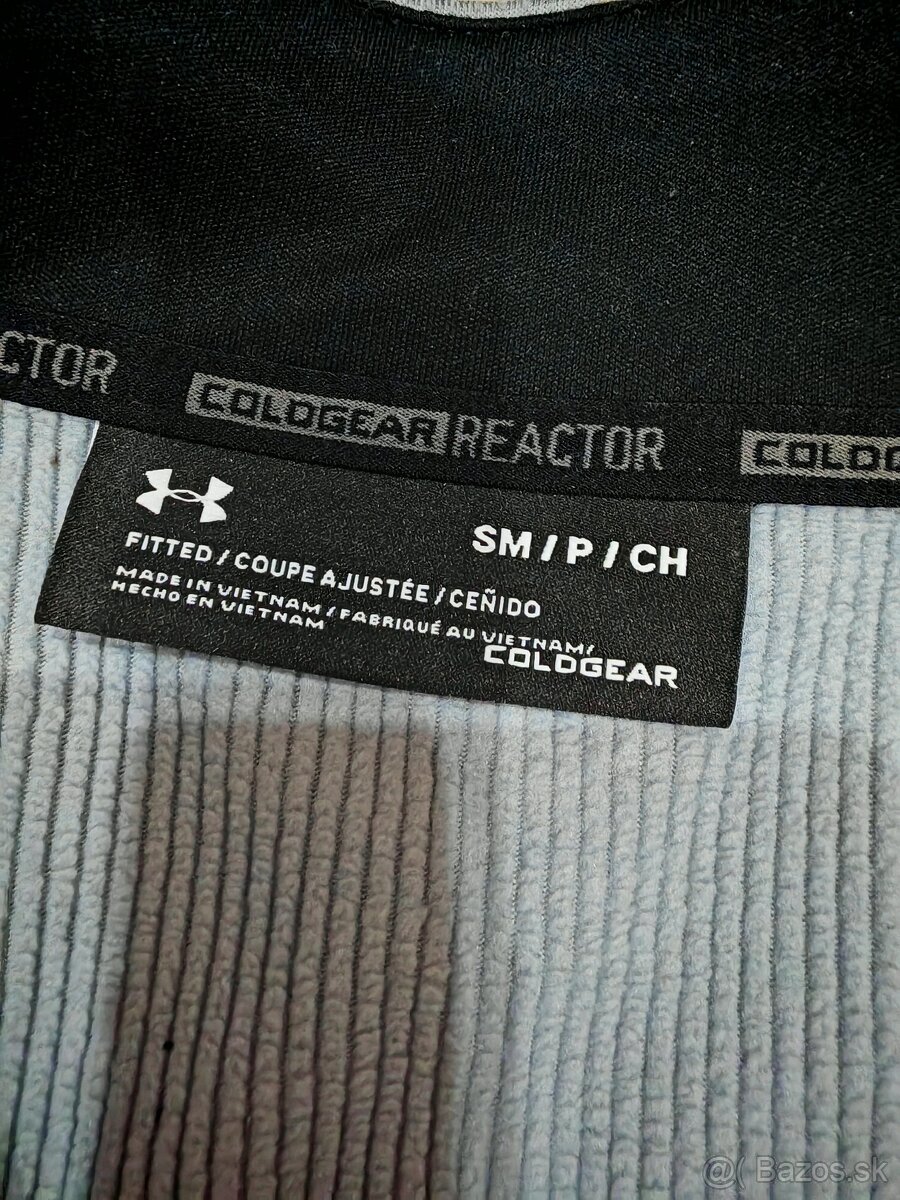 CTOR
COLDGEAR REACTOR
COLDG
SM / P / CH
FITTED / COUPE AJUSTÉE / CEÑIDO
MADE IN VIETNAM / FABRIQUÉ AU VIETNAM/
HECHO EN VIETNAM
COLDGEAR
@( Bazos.sk